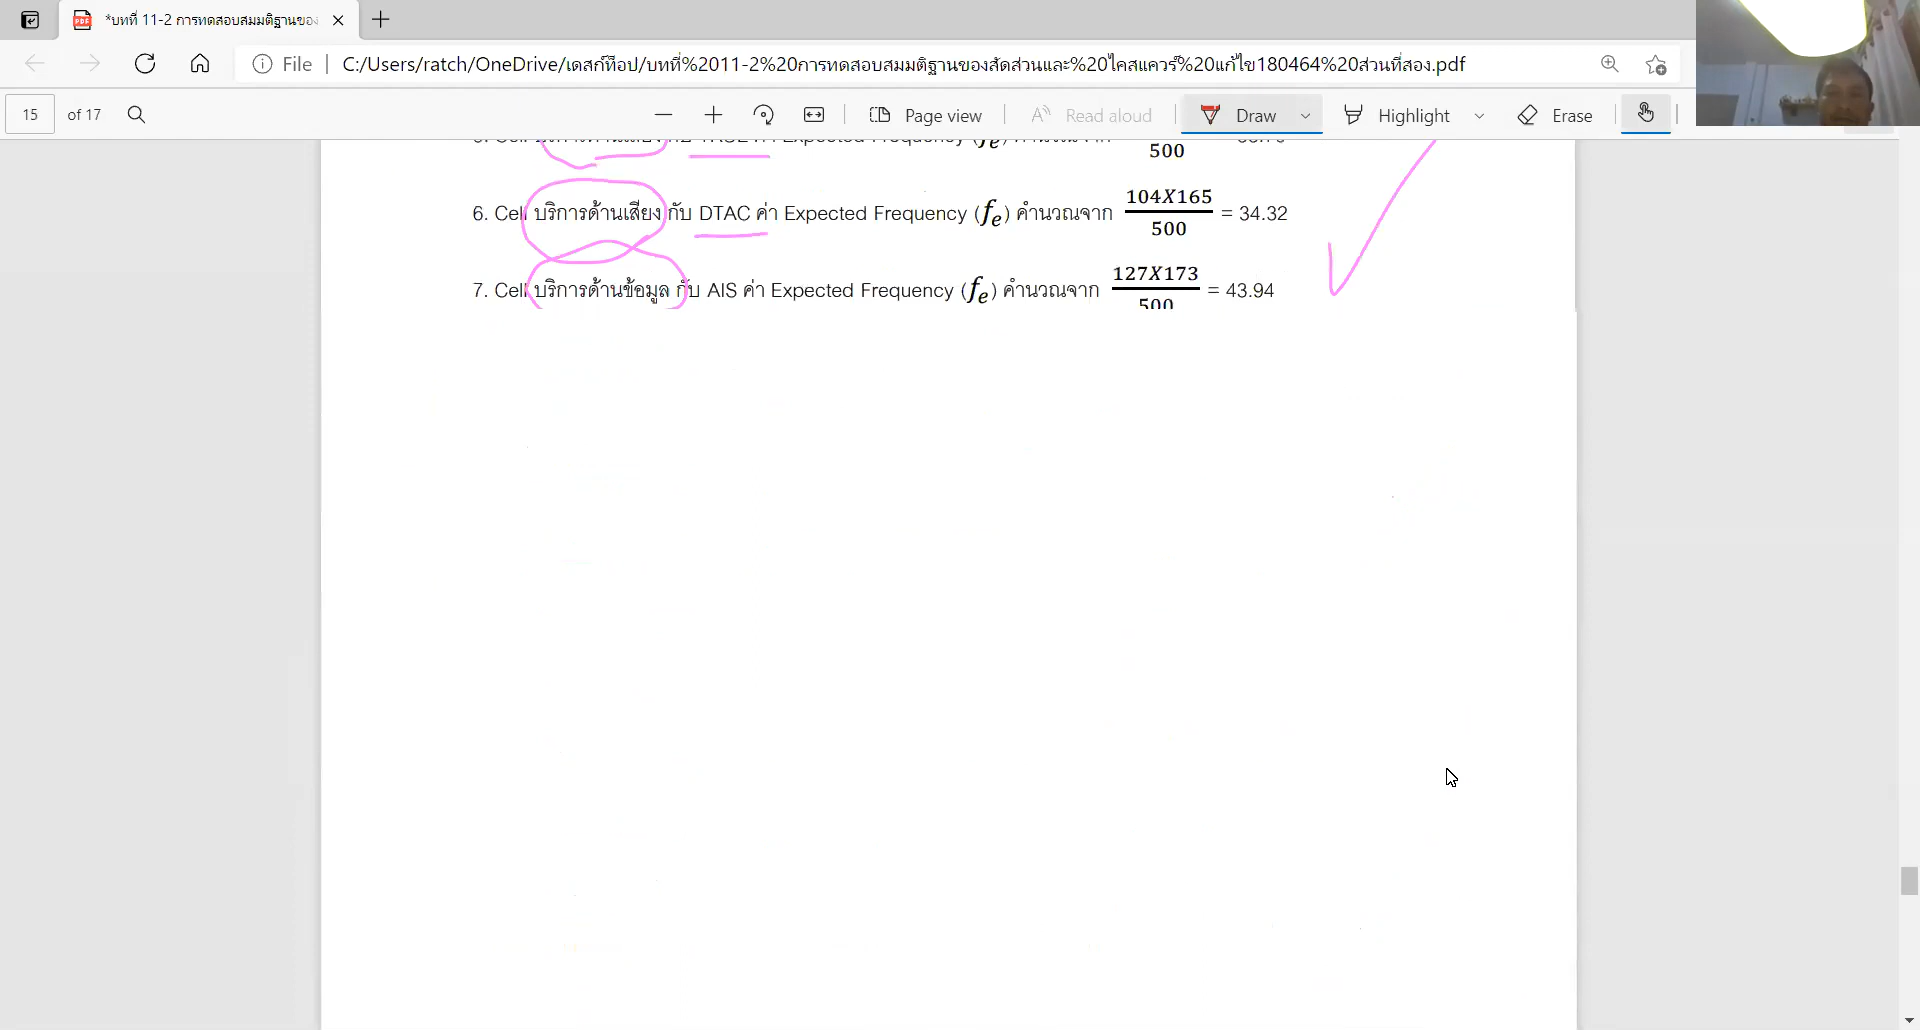 *บทที่ 11-2 การทดสอบสมมติฐานของ
File
C:/Users/ratch/OneDrive/เดสก์ท็อป/บทที่%2011-2%20การทดสอบสมมติฐานของสัดส่วนและ%20ไคสแควร์%20แก้ไข180464%20ส่วนที่สอง.pdf
15 of 17 Page view Read aloud Draw Highlight Erase
500
6. Cell บริการด้านเสียง กับ DTAC ค่า Expected Frequency (fe) คำนวณจาก 104X165 / 500 = 34.32
7. Cell บริการด้านข้อมูล กับ AIS ค่า Expected Frequency (fe) คำนวณจาก 127X173 / 500 = 43.94